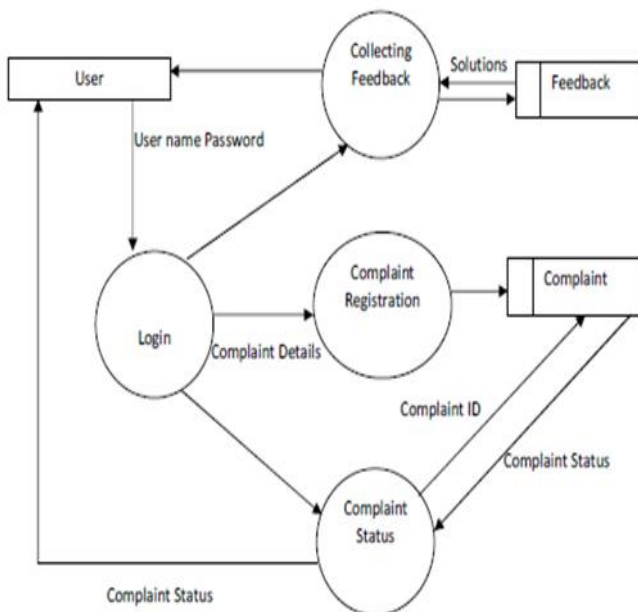 Collecting
Feedback
Solutions
Feedback
User
User name Password
Complaint
Registration
Complaint
Login
Complaint Details
Complaint ID
Complaint Status
Complaint
Status
Complaint Status